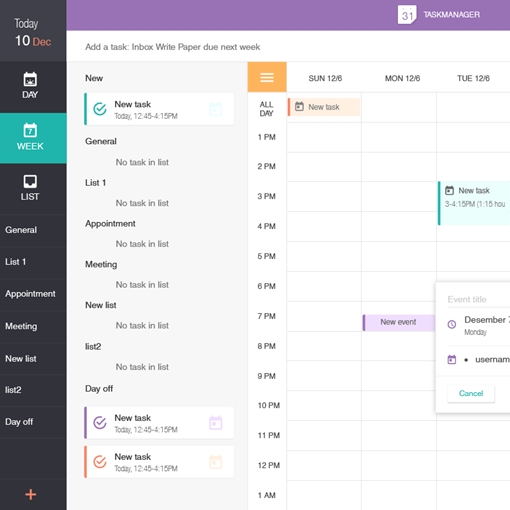 Today
10 Dec
31 TASKMANAGER
Add a task: Inbox Write Paper due next week
DAY
7
WEEK
LIST
General
List 1
Appointment
Meeting
New list
list2
Day off
New
New task
Today, 12:45-4:15PM
General
No task in list
List 1
No task in list
Appointment
No task in list
Meeting
No task in list
New list
No task in list
list2
No task in list
Day off
New task
Today, 12:45-4:15PM
New task
Today, 12:45-4:15PM
SUN 12/6
MON 12/6
TUE 12/6
ALL
DAY
New task
1 PM
2 PM
3 PM
New task
3-4:15PM (1:15 hou
4 PM
5 PM
6 PM
7 PM
New event
8 PM
9 PM
10 PM
11 PM
12 PM
1 AM
Event title
Desember 7
Monday
• usernam
Cancel